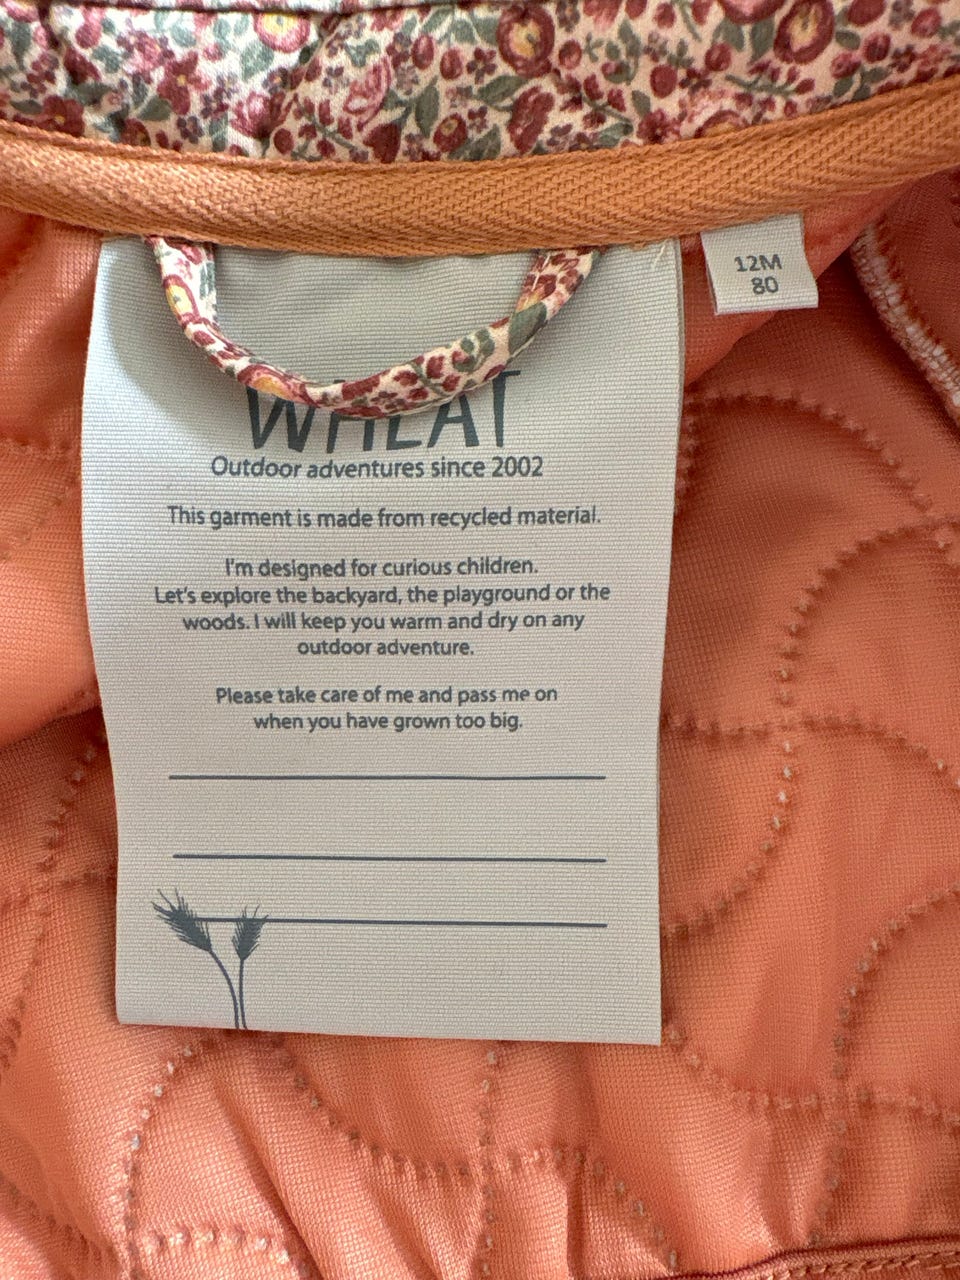 12M
80
WHEAT
Outdoor adventures since 2002
This garment is made from recycled material.
I'm designed for curious children.
Let's explore the backyard, the playground or the
woods. I will keep you warm and dry on any
outdoor adventure.
Please take care of me and pass me on
when you have grown too big.